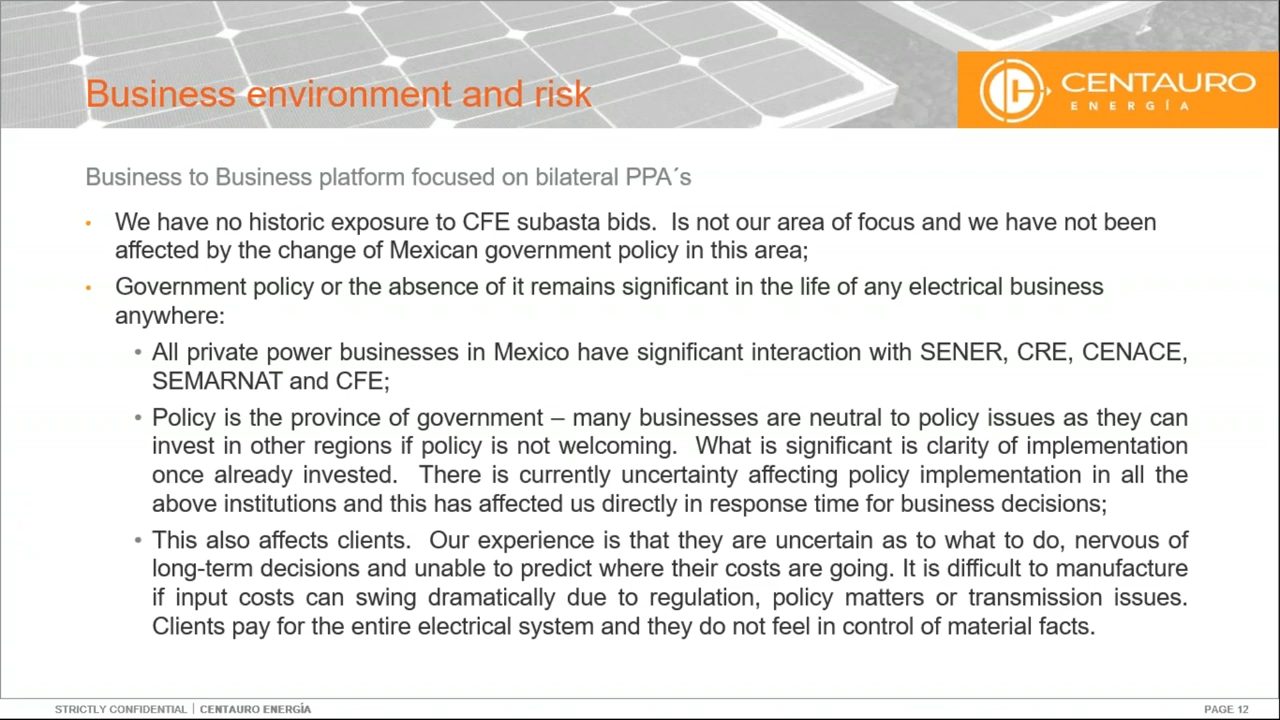 Business environment and risk
CENTAURO
ENERGÍA
Business to Business platform focused on bilateral PPA´s
• We have no historic exposure to CFE subasta bids.  Is not our area of focus and we have not been
affected by the change of Mexican government policy in this area;
• Government policy or the absence of it remains significant in the life of any electrical business
anywhere:
• All private power businesses in Mexico have significant interaction with SENER, CRE, CENACE,
SEMARNAT and CFE;
• Policy is the province of government – many businesses are neutral to policy issues as they can
invest in other regions if policy is not welcoming.  What is significant is clarity of implementation
once already invested.  There is currently uncertainty affecting policy implementation in all the
above institutions and this has affected us directly in response time for business decisions;
• This also affects clients.  Our experience is that they are uncertain as to what to do, nervous of
long-term decisions and unable to predict where their costs are going. It is difficult to manufacture
if input costs can swing dramatically due to regulation, policy matters or transmission issues.
Clients pay for the entire electrical system and they do not feel in control of material facts.
STRICTLY CONFIDENTIAL | CENTAURO ENERGÍA
PAGE 12